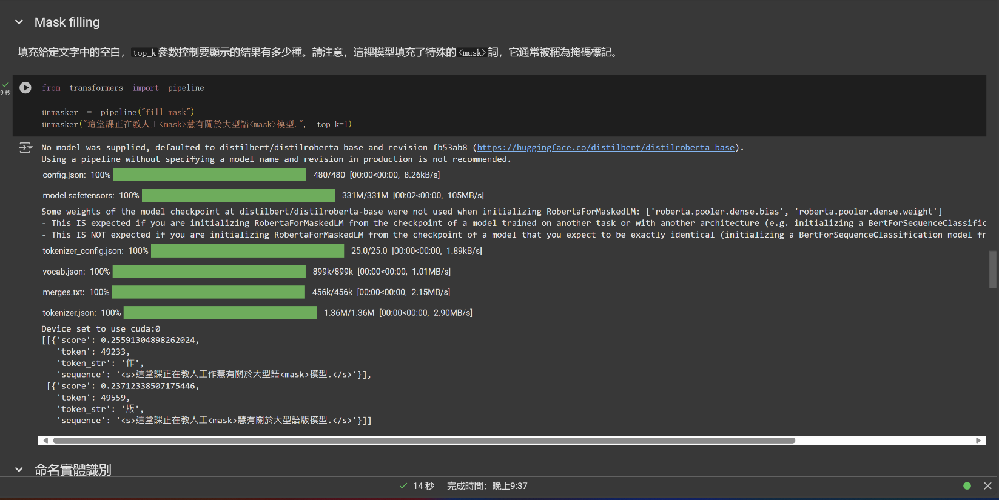 Mask filling
填充給定文字中的空白，top_k參數控制要顯示的結果有多少種。請注意，這裡模型填充了特殊的<mask>詞，它通常被稱為掩碼標記。
9 秒
from transformers import pipeline
unmasker = pipeline("fill-mask")
unmasker("這堂課正在教人工<mask>慧有關於大型語<mask>模型.", top_k=1)
No model was supplied, defaulted to distilbert/distilroberta-base and revision fb53ab8 (https://huggingface.co/distilbert/distilroberta-base).
Using a pipeline without specifying a model name and revision in production is not recommended.
config.json: 100% 480/480 [00:00<00:00, 8.26kB/s]
model.safetensors: 100% 331M/331M [00:02<00:00, 105MB/s]
Some weights of the model checkpoint at distilbert/distilroberta-base were not used when initializing RobertaForMaskedLM: ['roberta.pooler.dense.bias', 'roberta.pooler.dense.weight']
- This IS expected if you are initializing RobertaForMaskedLM from the checkpoint of a model trained on another task or with another architecture (e.g. initializing a BertForSequenceClassific
- This IS NOT expected if you are initializing RobertaForMaskedLM from the checkpoint of a model that you expect to be exactly identical (initializing a BertForSequenceClassification model fr
tokenizer_config.json: 100% 25.0/25.0 [00:00<00:00, 1.89kB/s]
vocab.json: 100% 899k/899k [00:00<00:00, 1.01MB/s]
merges.txt: 100% 456k/456k [00:00<00:00, 2.15MB/s]
tokenizer.json: 100% 1.36M/1.36M [00:00<00:00, 2.90MB/s]
Device set to use cuda:0
[[{'score': 0.25591304898262024,
'token': 49233,
'token_str': '作',
'sequence': '<s>這堂課正在教人工作慧有關於大型語<mask>模型.</s>'}],
[{'score': 0.23712338507175446,
'token': 49559,
'token_str': '版',
'sequence': '<s>這堂課正在教人工<mask>慧有關於大型語版模型.</s>'}]]
命名實體識別
14 秒 完成時間：晚上9:37